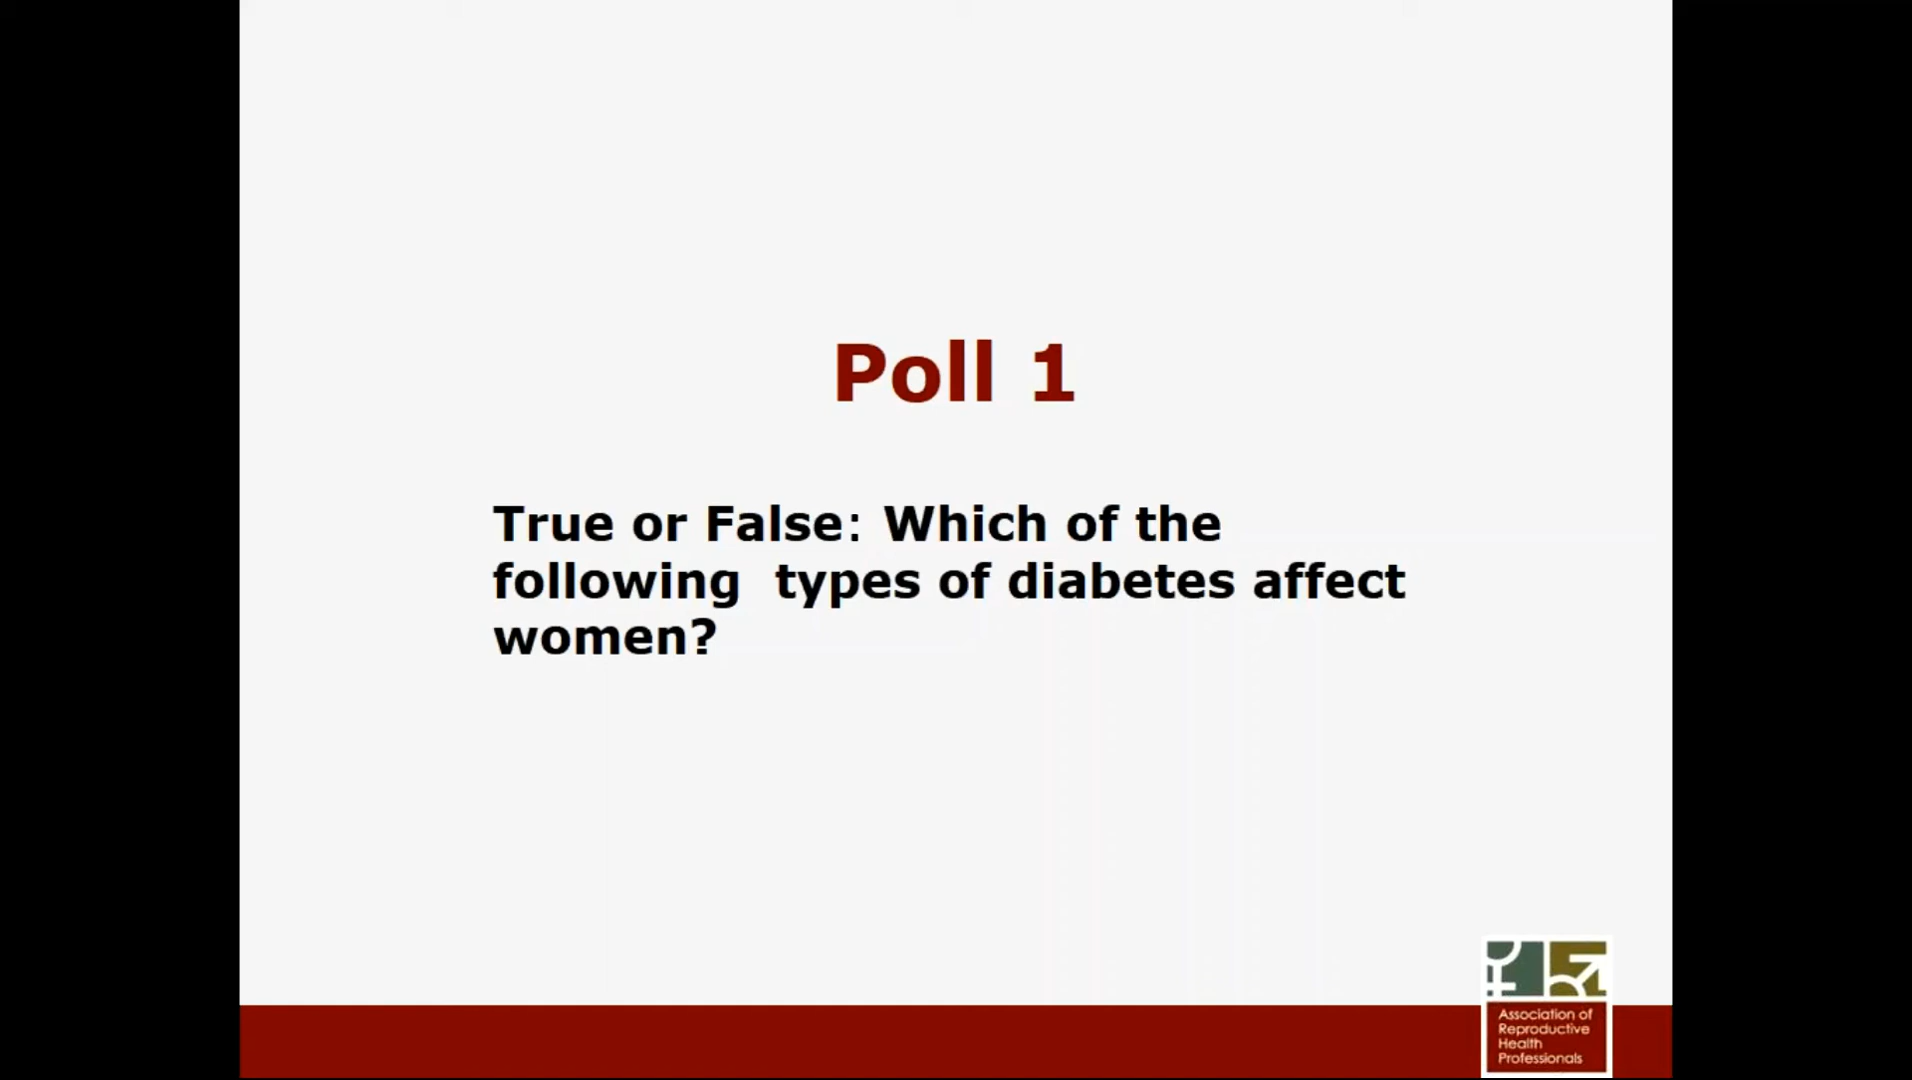 Poll 1
True or False: Which of the
following types of diabetes affect
women?
Association of
Reproductive
Health
Professionals